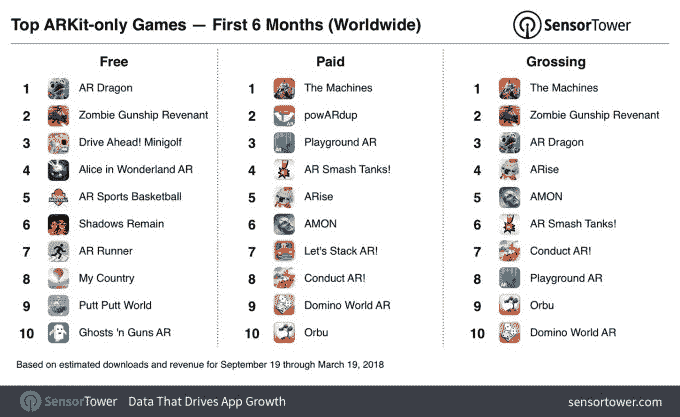 Top ARKit-only Games — First 6 Months (Worldwide)
SensorTower
Free
1 AR Dragon
2 Zombie Gunship Revenant
3 Drive Ahead! Minigolf
4 Alice in Wonderland AR
5 AR Sports Basketball
6 Shadows Remain
7 AR Runner
8 My Country
9 Putt Putt World
10 Ghosts 'n Guns AR
Paid
1 The Machines
2 powARdup
3 Playground AR
4 AR Smash Tanks!
5 ARise
6 AMON
7 Let's Stack AR!
8 Conduct AR!
9 Domino World AR
10 Orbu
Grossing
1 The Machines
2 Zombie Gunship Revenant
3 AR Dragon
4 ARise
5 AMON
6 AR Smash Tanks!
7 Conduct AR!
8 Playground AR
9 Orbu
10 Domino World AR
Based on estimated downloads and revenue for September 19 through March 19, 2018
SensorTower Data That Drives App Growth
sensortower.com